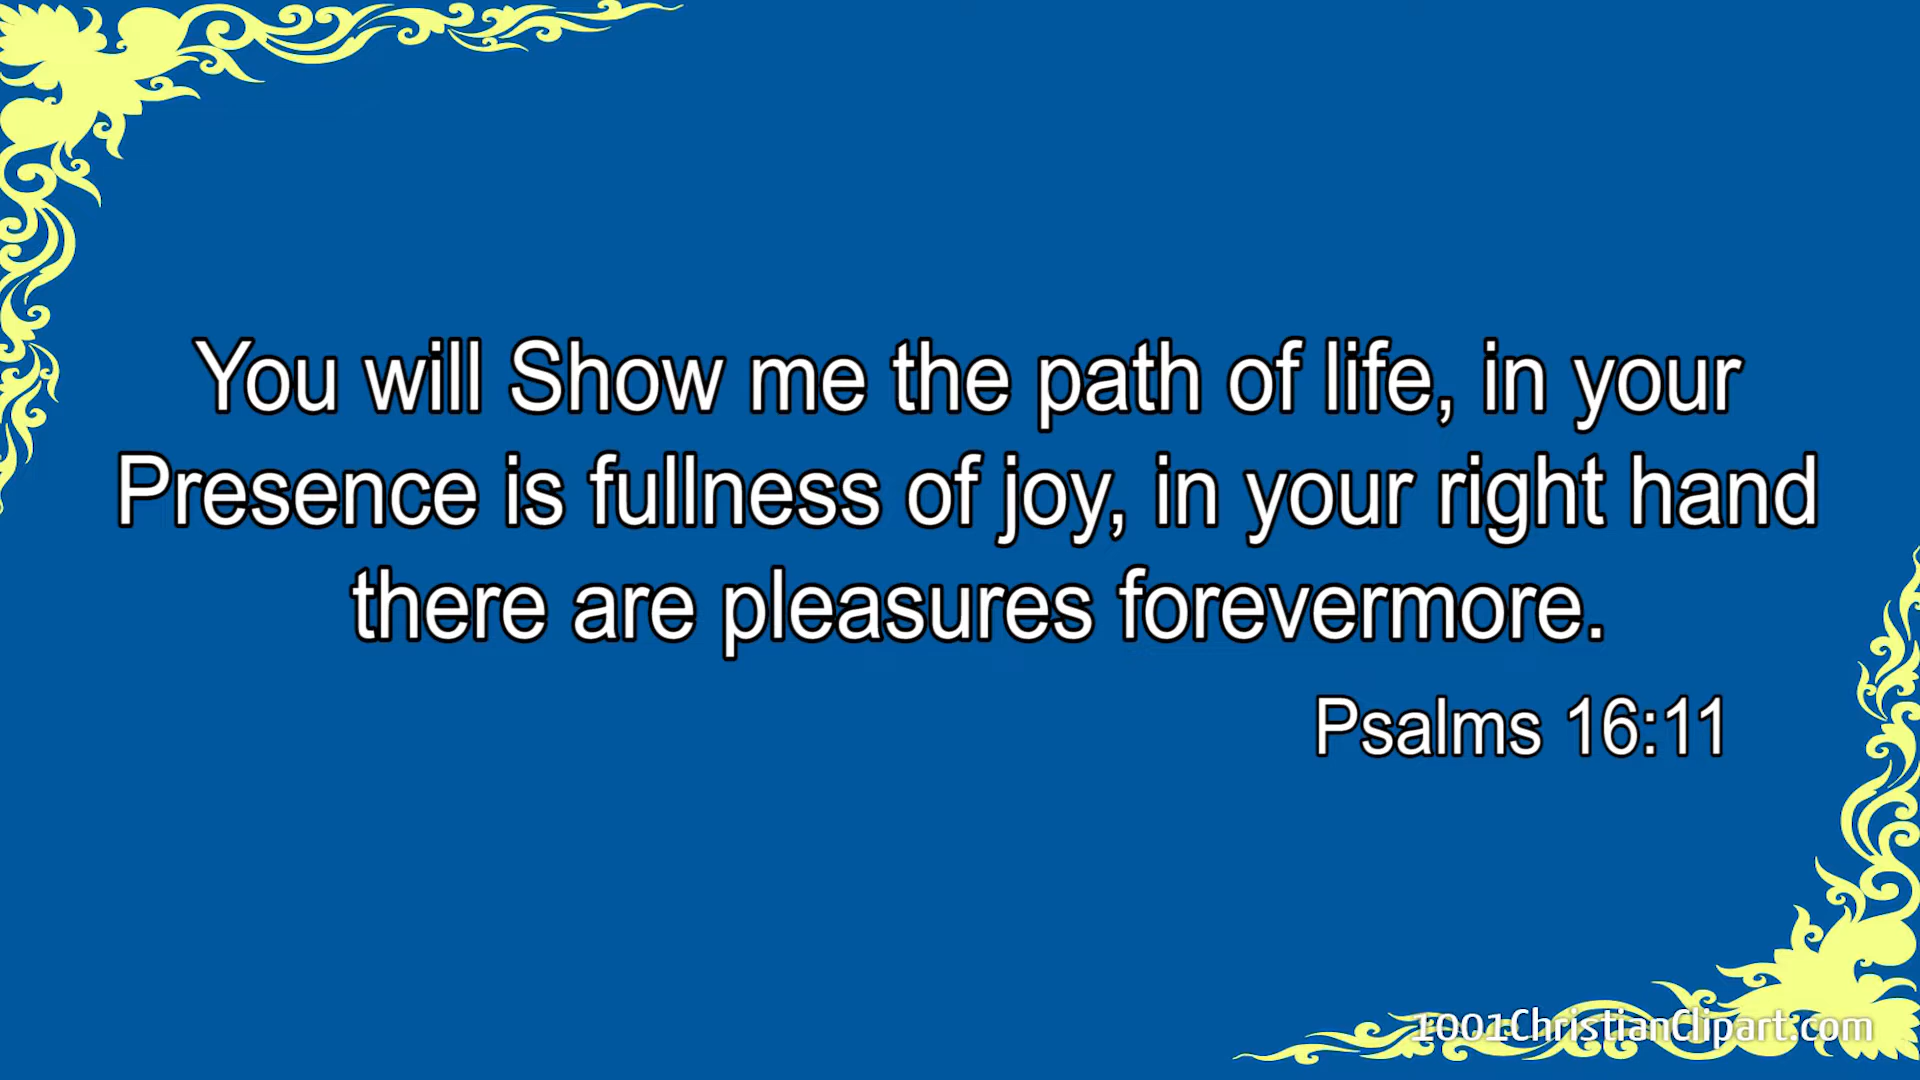 You will Show me the path of life, in your
Presence is fullness of joy, in your right hand
there are pleasures forevermore.
Psalms 16:11
1001ChristianClipart.com